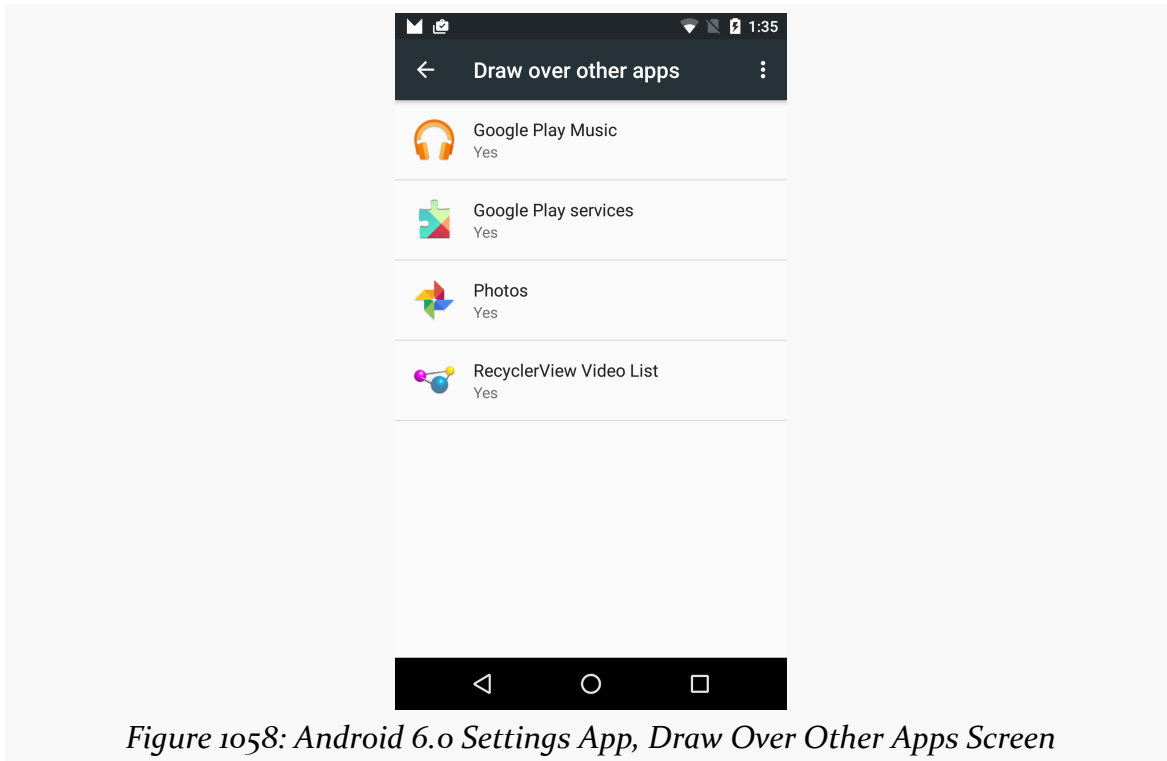 1:35
Draw over other apps
Google Play Music
Yes
Google Play services
Yes
Photos
Yes
RecyclerView Video List
Yes
Figure 1058: Android 6.0 Settings App, Draw Over Other Apps Screen